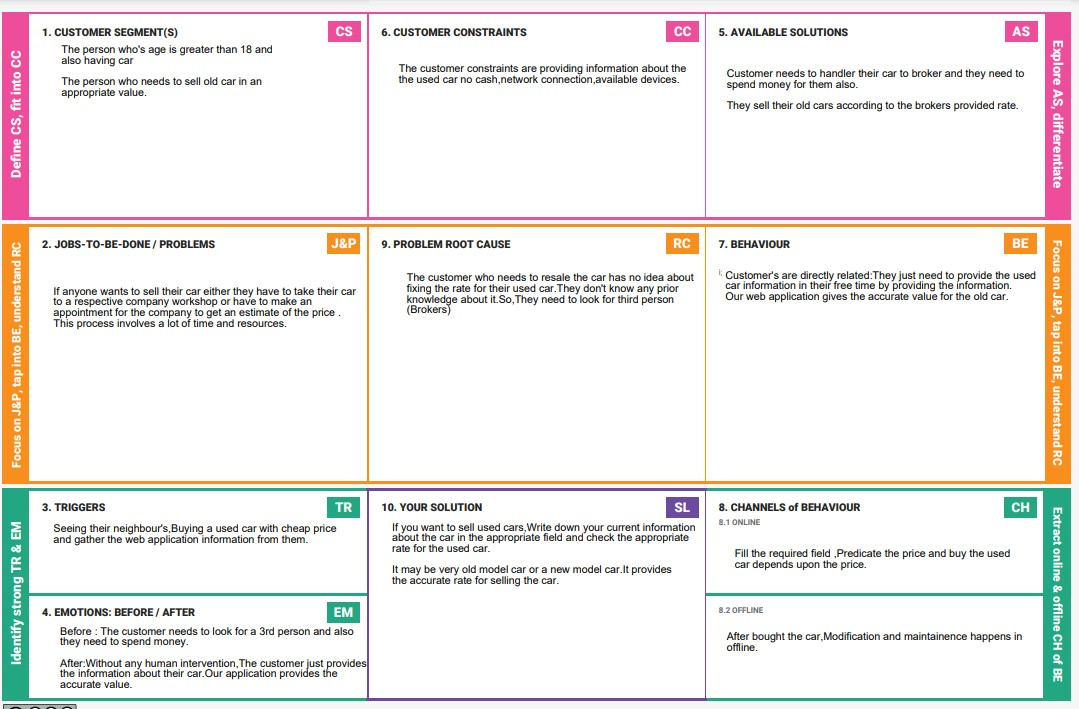 Define CS, fit into CC
1. CUSTOMER SEGMENT(S)
CS
The person who's age is greater than 18 and
also having car
The person who needs to sell old car in an
appropriate value.
6. CUSTOMER CONSTRAINTS
CC
The customer constraints are providing information about the
the used car no cash,network connection,available devices.
5. AVAILABLE SOLUTIONS
AS
Customer needs to handler their car to broker and they need to
spend money for them also.
They sell their old cars according to the brokers provided rate.
Explore AS, differentiate
Focus on J&P, tap into BE, understand RC
2. JOBS-TO-BE-DONE / PROBLEMS
J&P
If anyone wants to sell their car either they have to take their car
to a respective company workshop or have to make an
appointment for the company to get an estimate of the price .
This process involves a lot of time and resources.
9. PROBLEM ROOT CAUSE
RC
The customer who needs to resale the car has no idea about
fixing the rate for their used car.They don't know any prior
knowledge about it.So,They need to look for third person
(Brokers)
7. BEHAVIOUR
BE
Customer's are directly related:They just need to provide the used
car information in their free time by providing the information.
Our web application gives the accurate value for the old car.
Focus on J&P, tap into BE, understand RC
Identify strong TR & EM
3. TRIGGERS
TR
Seeing their neighbour's,Buying a used car with cheap price
and gather the web application information from them.
4. EMOTIONS: BEFORE / AFTER
EM
Before : The customer needs to look for a 3rd person and also
they need to spend money.
After:Without any human intervention,The customer just provides
the information about their car.Our application provides the
accurate value.
10. YOUR SOLUTION
SL
If you want to sell used cars,Write down your current information
about the car in the appropriate field and check the appropriate
rate for the used car.
It may be very old model car or a new model car.It provides
the accurate rate for selling the car.
8. CHANNELS of BEHAVIOUR
CH
8.1 ONLINE
Fill the required field ,Predicate the price and buy the used
car depends upon the price.
8.2 OFFLINE
After bought the car,Modification and maintainence happens in
offline.
Extract online & offline CH of BE